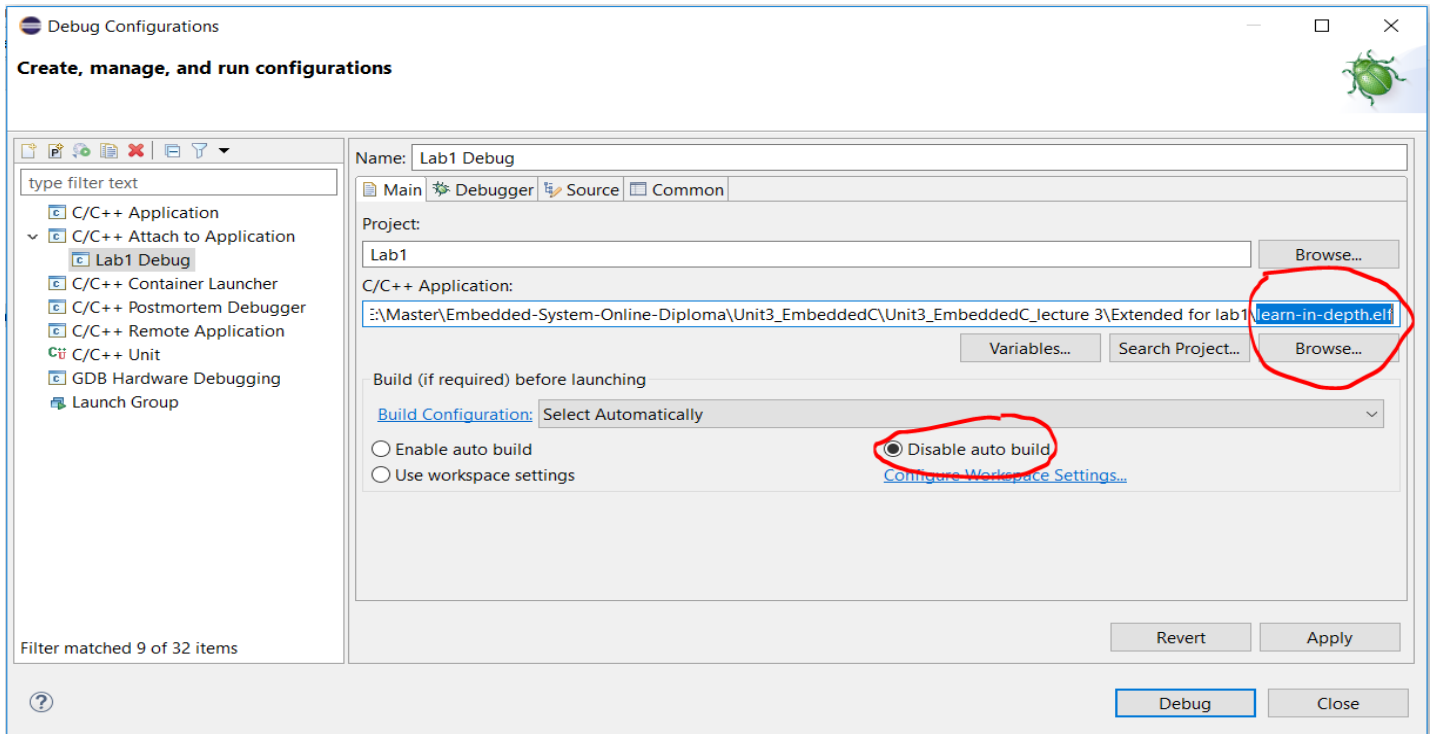 Debug Configurations
Create, manage, and run configurations
type filter text
C/C++ Application
C/C++ Attach to Application
Lab1 Debug
C/C++ Container Launcher
C/C++ Postmortem Debugger
C/C++ Remote Application
C/C++ Unit
GDB Hardware Debugging
Launch Group
Filter matched 9 of 32 items
Name: Lab1 Debug
Main Debugger Source Common
Project:
Lab1 Browse...
C/C++ Application:
E:\Master\Embedded-System-Online-Diploma\Unit3_EmbeddedC\Unit3_EmbeddedC_lecture 3\Extended for lab1\learn-in-depth.elf
Variables... Search Project... Browse...
Build (if required) before launching
Build Configuration: Select Automatically
Enable auto build Disable auto build
Use workspace settings Configure Workspace Settings...
Revert Apply
Debug Close